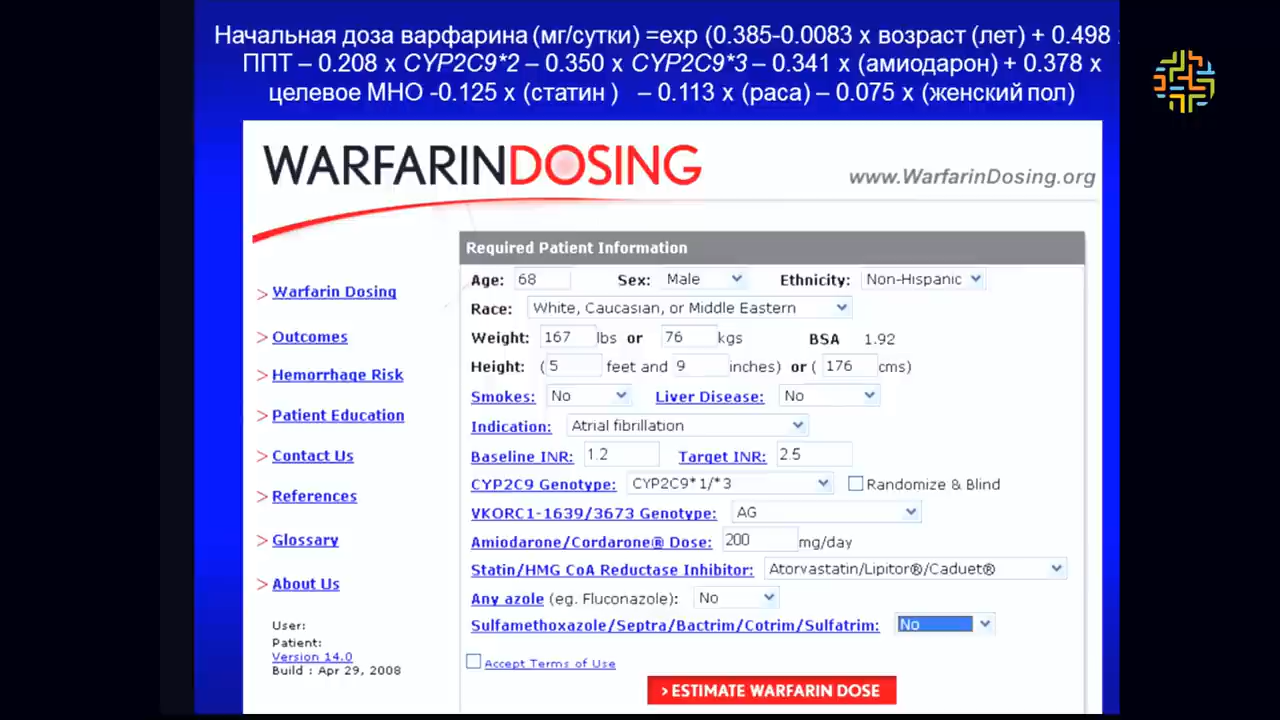 Начальная доза варфарина (мг/сутки) =exp (0.385-0.0083 x возраст (лет) + 0.498 x
ППТ – 0.208 x CYP2C9*2 – 0.350 x CYP2C9*3 – 0.341 x (амиодарон) + 0.378 x
целевое МНО -0.125 x (статин ) – 0.113 x (раса) – 0.075 x (женский пол)
WARFARINDOSING
www.WarfarinDosing.org
Required Patient Information
Age: 68 Sex: Male Ethnicity: Non-Hispanic
Race: White, Caucasian, or Middle Eastern
Weight: 167 lbs or 76 kgs BSA 1.92
Height: (5 feet and 9 inches) or ( 176 cms)
Smokes: No Liver Disease: No
Indication: Atrial fibrillation
Baseline INR: 1.2 Target INR: 2.5
CYP2C9 Genotype: CYP2C9*1/*3 Randomize & Blind
VKORC1-1639/3673 Genotype: AG
Amiodarone/Cordarone® Dose: 200 mg/day
Statin/HMG CoA Reductase Inhibitor: Atorvastatin/Lipitor®/Caduet®
Any azole (eg. Fluconazole): No
Sulfamethoxazole/Septra/Bactrim/Cotrim/Sulfatrim: No
Accept Terms of Use
> ESTIMATE WARFARIN DOSE
> Warfarin Dosing
> Outcomes
> Hemorrhage Risk
> Patient Education
> Contact Us
> References
> Glossary
> About Us
User:
Patient:
Version 14.0
Build : Apr 29, 2008